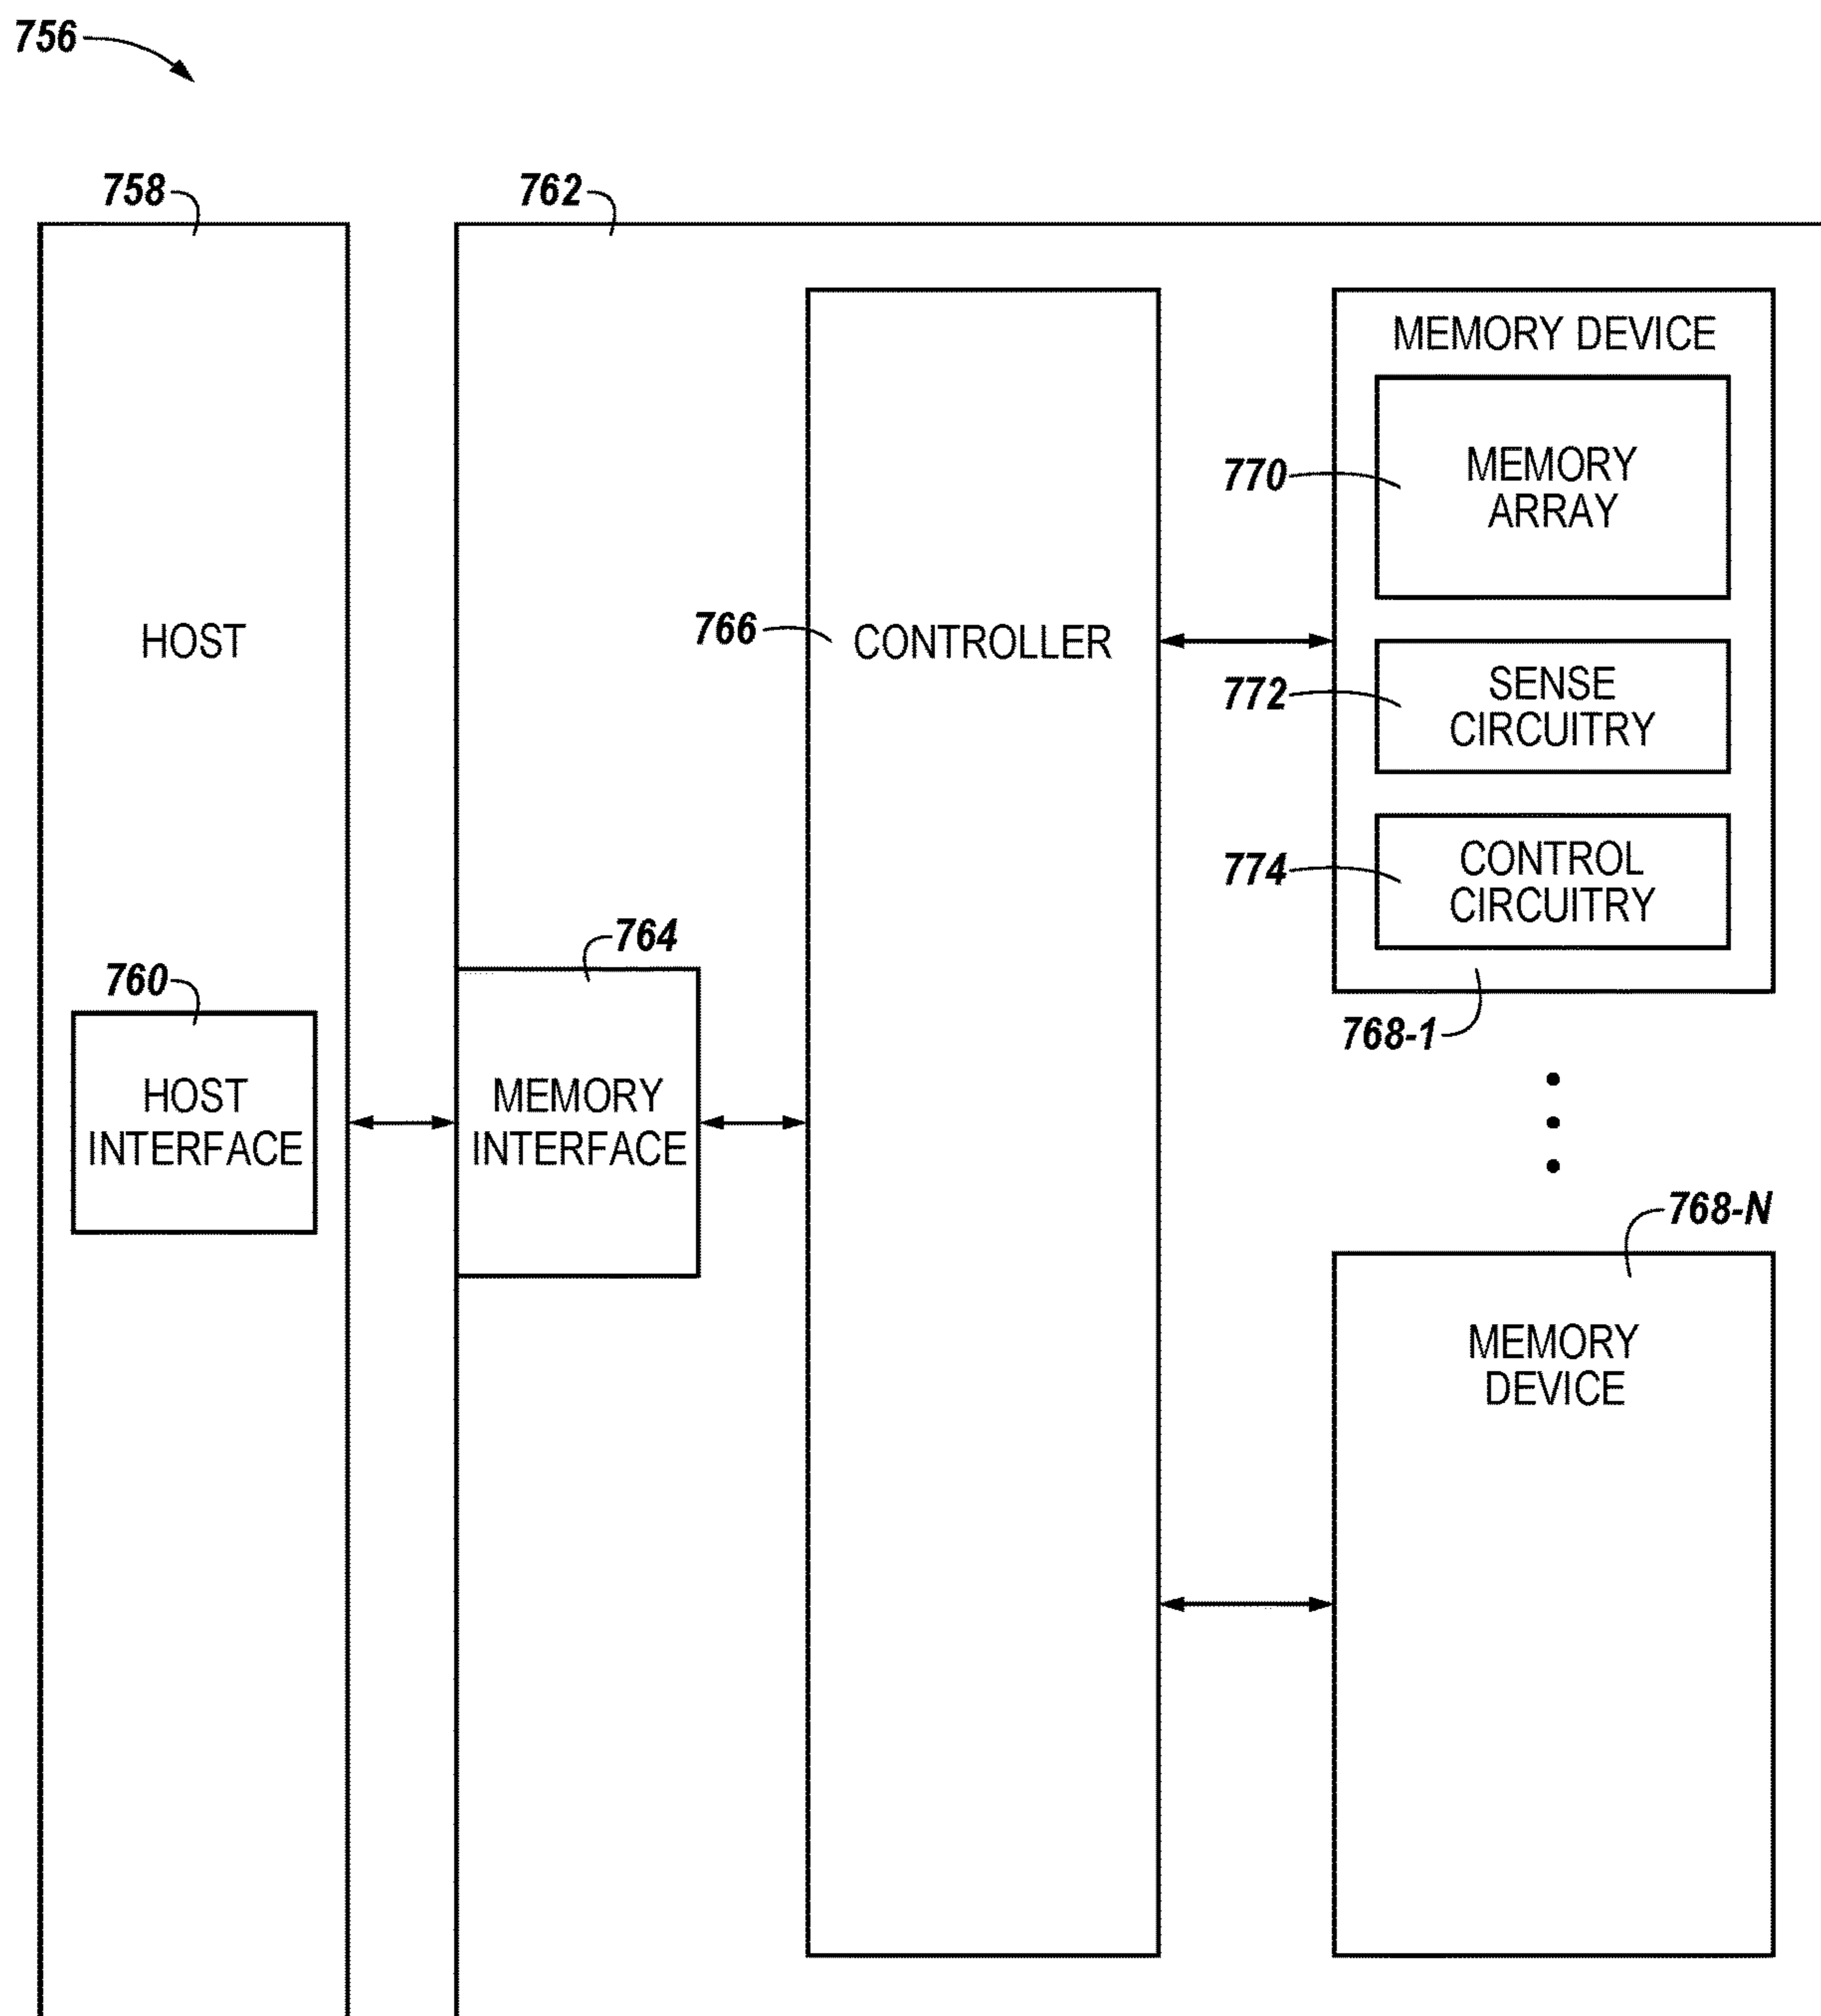 756
758
762
MEMORY DEVICE
770
MEMORY
ARRAY
HOST
766
CONTROLLER
772
SENSE
CIRCUITRY
774
CONTROL
CIRCUITRY
764
760
768-1
HOST
INTERFACE
MEMORY
INTERFACE
768-N
MEMORY
DEVICE